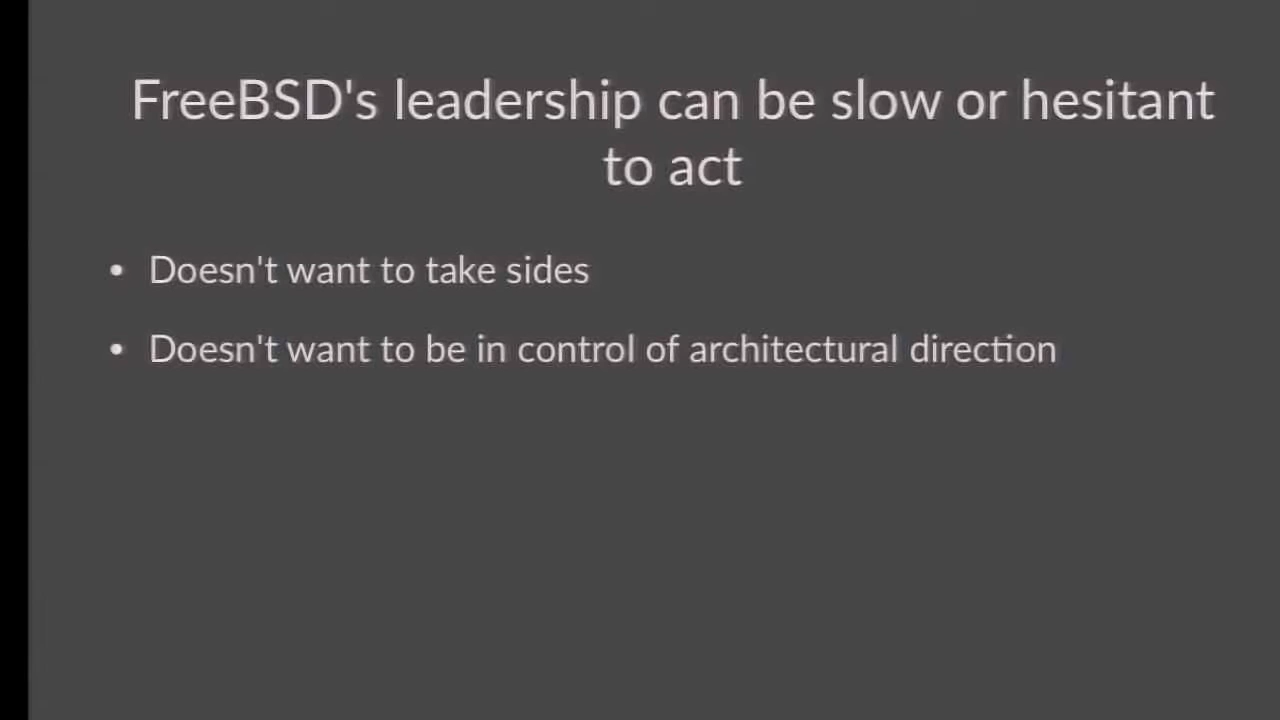 FreeBSD's leadership can be slow or hesitant
to act
• Doesn't want to take sides
• Doesn't want to be in control of architectural direction